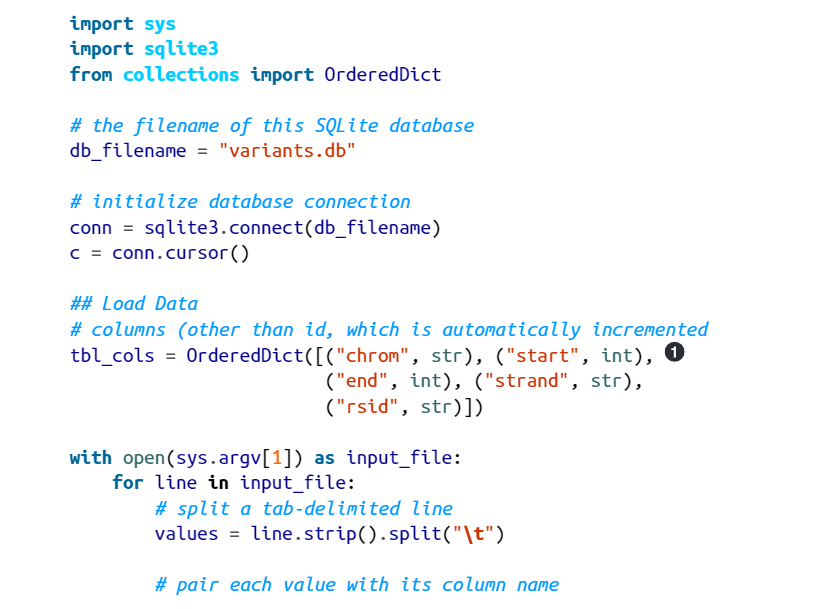 import sys
import sqlite3
from collections import OrderedDict

# the filename of this SQLite database
db_filename = "variants.db"

# initialize database connection
conn = sqlite3.connect(db_filename)
c = conn.cursor()

## Load Data
# columns (other than id, which is automatically incremented
tbl_cols = OrderedDict([("chrom", str), ("start", int), ❶
                        ("end", int), ("strand", str),
                        ("rsid", str)])

with open(sys.argv[1]) as input_file:
    for line in input_file:
        # split a tab-delimited line
        values = line.strip().split("\t")

        # pair each value with its column name